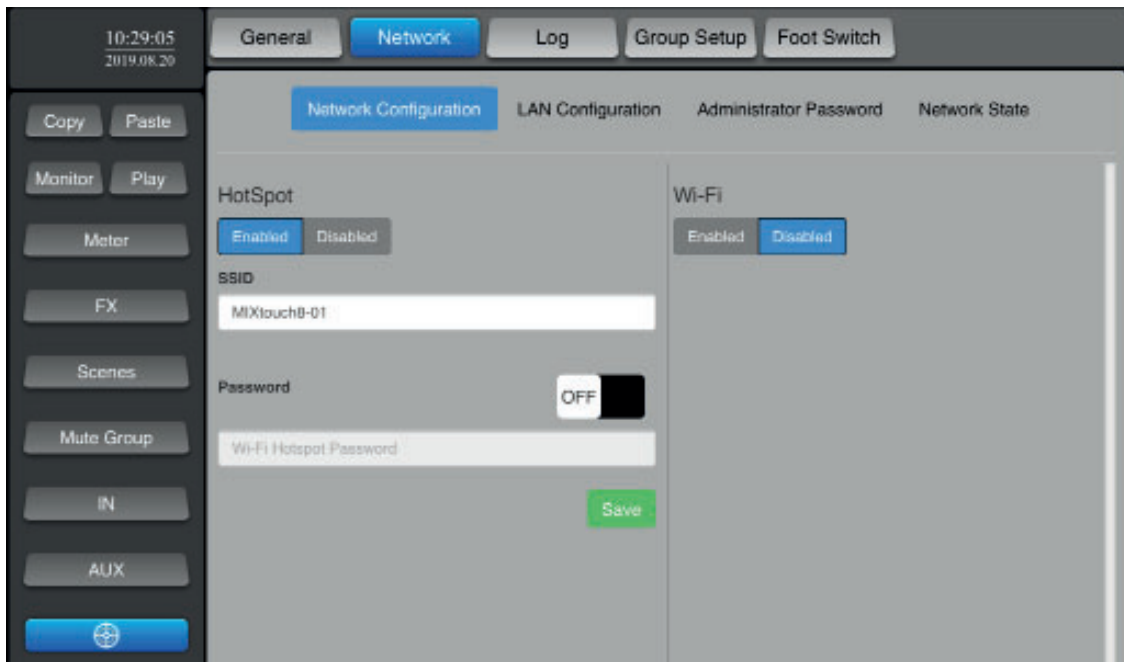 10:29:05
2019.08.20
General Network Log Group Setup Foot Switch
Network Configuration LAN Configuration Administrator Password Network State
Copy Paste
Monitor Play
Meter
FX
Scenes
Mute Group
IN
AUX
HotSpot
Enabled Disabled
SSID
MIXtouch8-01
Password
OFF
Wi-Fi Hotspot Password
Save
Wi-Fi
Enabled Disabled